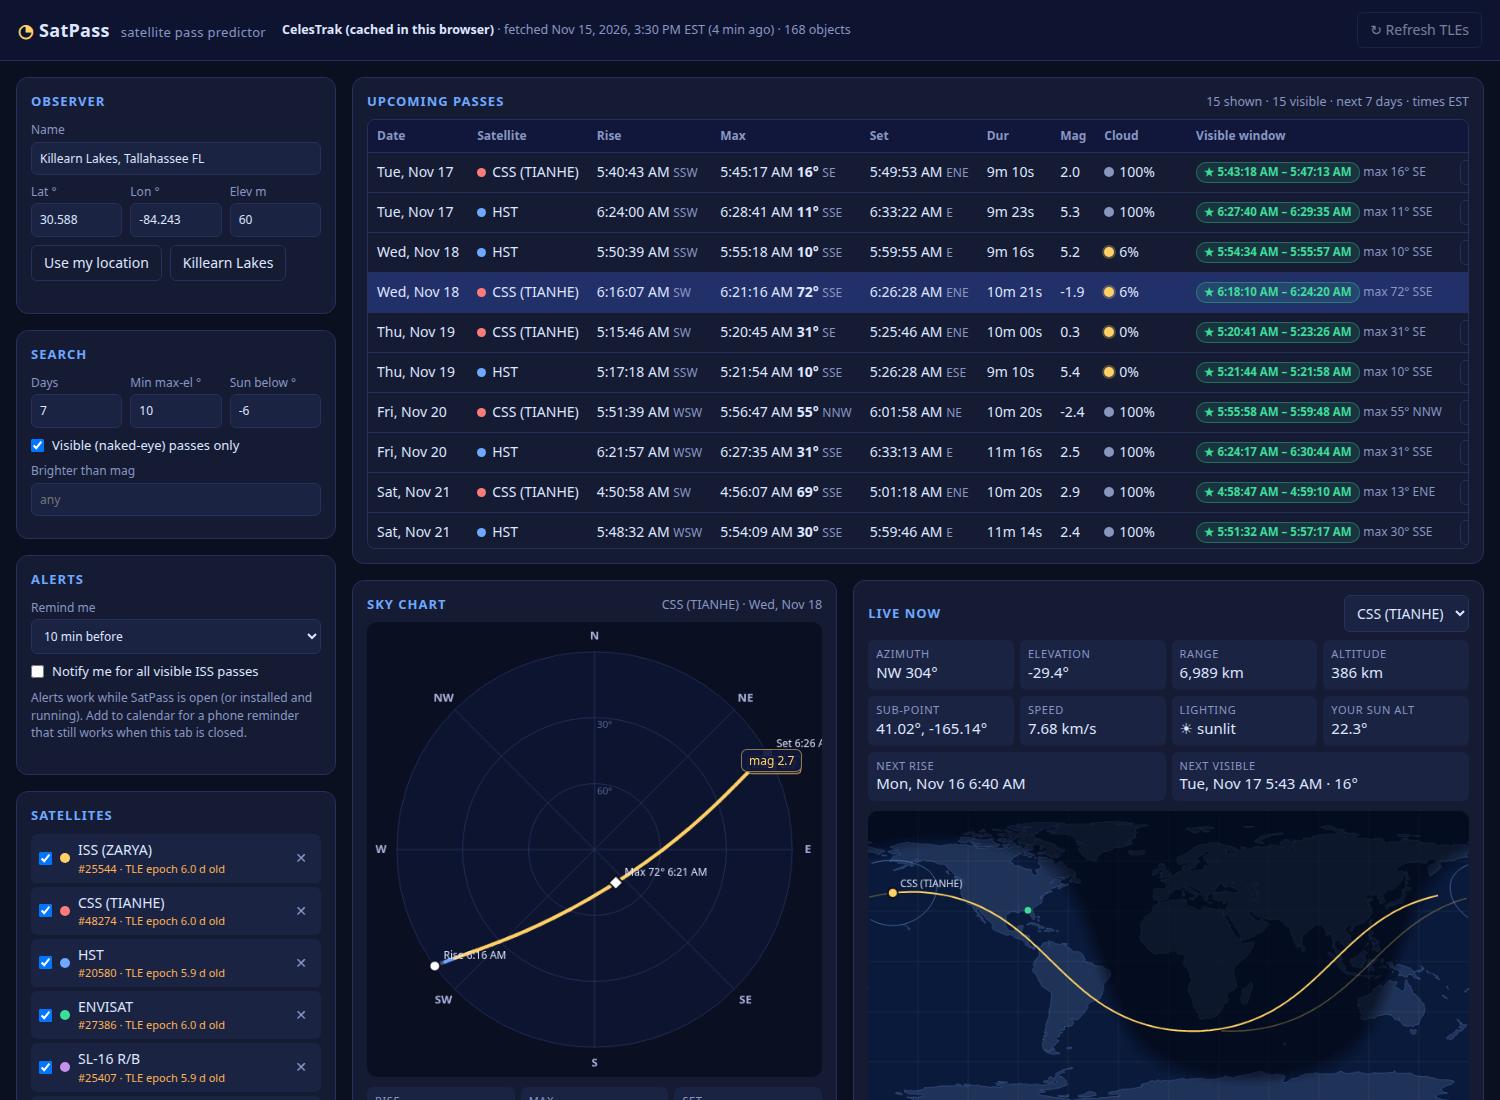 ◔ SatPass satellite pass predictor CelesTrak (cached in this browser) · fetched Nov 15, 2026, 3:30 PM EST (4 min ago) · 168 objects ↻ Refresh TLEs
OBSERVER
Name
Killearn Lakes, Tallahassee FL
Lat ° Lon ° Elev m
30.588 -84.243 60
Use my location Killearn Lakes
SEARCH
Days Min max-el ° Sun below °
7 10 -6
Visible (naked-eye) passes only
Brighter than mag
any
ALERTS
Remind me
10 min before
Notify me for all visible ISS passes
Alerts work while SatPass is open (or installed and
running). Add to calendar for a phone reminder
that still works when this tab is closed.
SATELLITES
ISS (ZARYA) ✕
#25544 · TLE epoch 6.0 d old
CSS (TIANHE) ✕
#48274 · TLE epoch 6.0 d old
HST ✕
#20580 · TLE epoch 5.9 d old
ENVISAT ✕
#27386 · TLE epoch 6.0 d old
SL-16 R/B ✕
#25407 · TLE epoch 5.9 d old
UPCOMING PASSES 15 shown · 15 visible · next 7 days · times EST
Date Satellite Rise Max Set Dur Mag Cloud Visible window
Tue, Nov 17 CSS (TIANHE) 5:40:43 AM SSW 5:45:17 AM 16° SE 5:49:53 AM ENE 9m 10s 2.0 100% ★ 5:43:18 AM – 5:47:13 AM max 16° SE
Tue, Nov 17 HST 6:24:00 AM SSW 6:28:41 AM 11° SSE 6:33:22 AM E 9m 23s 5.3 100% ★ 6:27:40 AM – 6:29:35 AM max 11° SSE
Wed, Nov 18 HST 5:50:39 AM SSW 5:55:18 AM 10° SSE 5:59:55 AM E 9m 16s 5.2 6% ★ 5:54:34 AM – 5:55:57 AM max 10° SSE
Wed, Nov 18 CSS (TIANHE) 6:16:07 AM SW 6:21:16 AM 72° SSE 6:26:28 AM ENE 10m 21s -1.9 6% ★ 6:18:10 AM – 6:24:20 AM max 72° SSE
Thu, Nov 19 CSS (TIANHE) 5:15:46 AM SW 5:20:45 AM 31° SE 5:25:46 AM ENE 10m 00s 0.3 0% ★ 5:20:41 AM – 5:23:26 AM max 31° SE
Thu, Nov 19 HST 5:17:18 AM SSW 5:21:54 AM 10° SSE 5:26:28 AM ESE 9m 10s 5.4 0% ★ 5:21:44 AM – 5:21:58 AM max 10° SSE
Fri, Nov 20 CSS (TIANHE) 5:51:39 AM WSW 5:56:47 AM 55° NNW 6:01:58 AM NE 10m 20s -2.4 100% ★ 5:55:58 AM – 5:59:48 AM max 55° NNW
Fri, Nov 20 HST 6:21:57 AM WSW 6:27:35 AM 31° SSE 6:33:13 AM E 11m 16s 2.5 100% ★ 6:24:17 AM – 6:30:44 AM max 31° SSE
Sat, Nov 21 CSS (TIANHE) 4:50:58 AM SW 4:56:07 AM 69° SSE 5:01:18 AM ENE 10m 20s 2.9 100% ★ 4:58:47 AM – 4:59:10 AM max 13° ENE
Sat, Nov 21 HST 5:48:32 AM WSW 5:54:09 AM 30° SSE 5:59:46 AM E 11m 14s 2.4 100% ★ 5:51:32 AM – 5:57:17 AM max 30° SSE
SKY CHART CSS (TIANHE) · Wed, Nov 18
N
NW NE
30°
Set 6:26 A
mag 2.7
60°
W E
Max 72° 6:21 AM
Rise 6:16 AM
SW SE
S
LIVE NOW CSS (TIANHE)
AZIMUTH ELEVATION RANGE ALTITUDE
NW 304° -29.4° 6,989 km 386 km
SUB-POINT SPEED LIGHTING YOUR SUN ALT
41.02°, -165.14° 7.68 km/s ☀ sunlit 22.3°
NEXT RISE NEXT VISIBLE
Mon, Nov 16 6:40 AM Tue, Nov 17 5:43 AM · 16°
CSS (TIANHE)